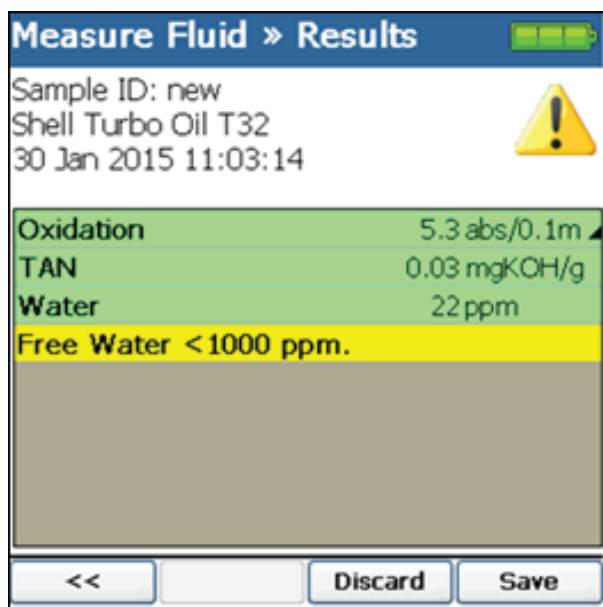 Measure Fluid » Results
Sample ID: new
Shell Turbo Oil T32
30 Jan 2015 11:03:14
Oxidation 5.3 abs/0.1m
TAN 0.03 mgKOH/g
Water 22 ppm
Free Water <1000 ppm.
<< Discard Save